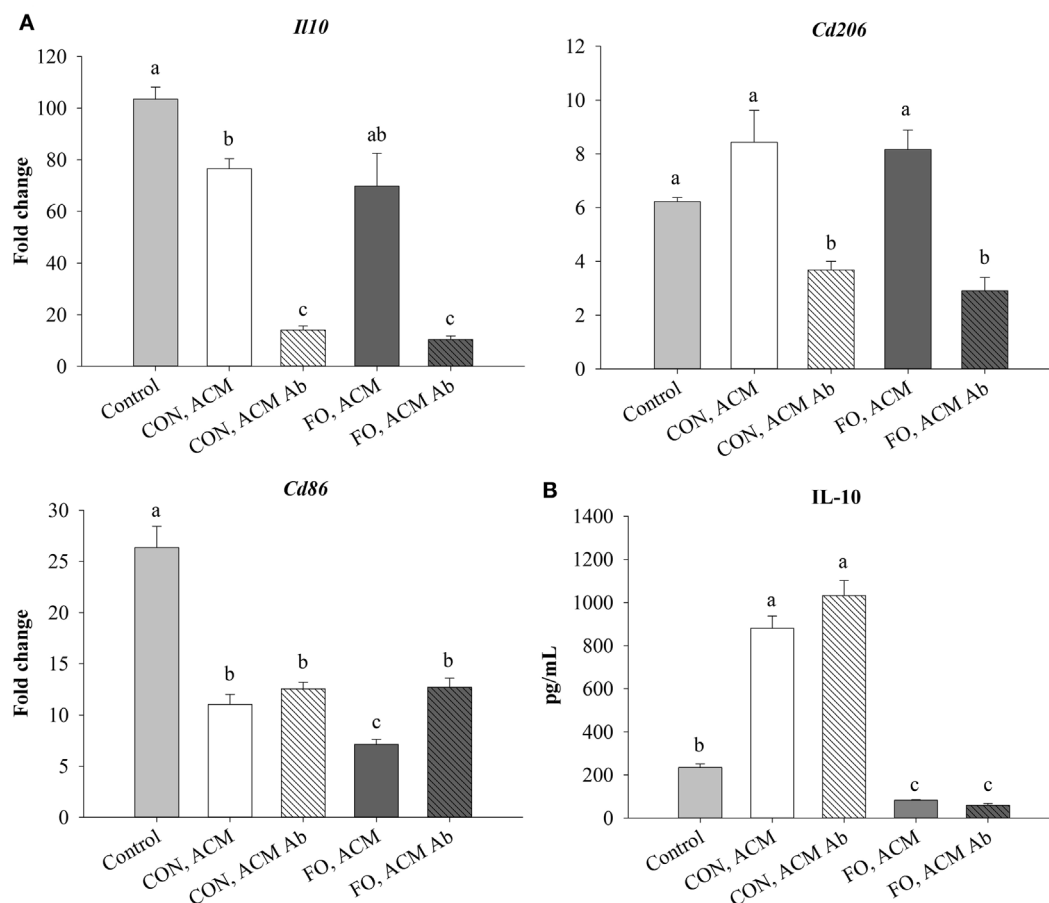 A
Il10
Fold change
120
100
80
60
40
20
0
a
b
c
ab
c
Control
CON, ACM
CON, ACM Ab
FO, ACM
FO, ACM Ab
Cd206
12
10
8
6
4
2
0
a
a
b
a
b
Control
CON, ACM
CON, ACM Ab
FO, ACM
FO, ACM Ab
Cd86
Fold change
30
25
20
15
10
5
0
a
b
b
c
b
Control
CON, ACM
CON, ACM Ab
FO, ACM
FO, ACM Ab
B
IL-10
pg/mL
1400
1200
1000
800
600
400
200
0
b
a
a
c
c
Control
CON, ACM
CON, ACM Ab
FO, ACM
FO, ACM Ab